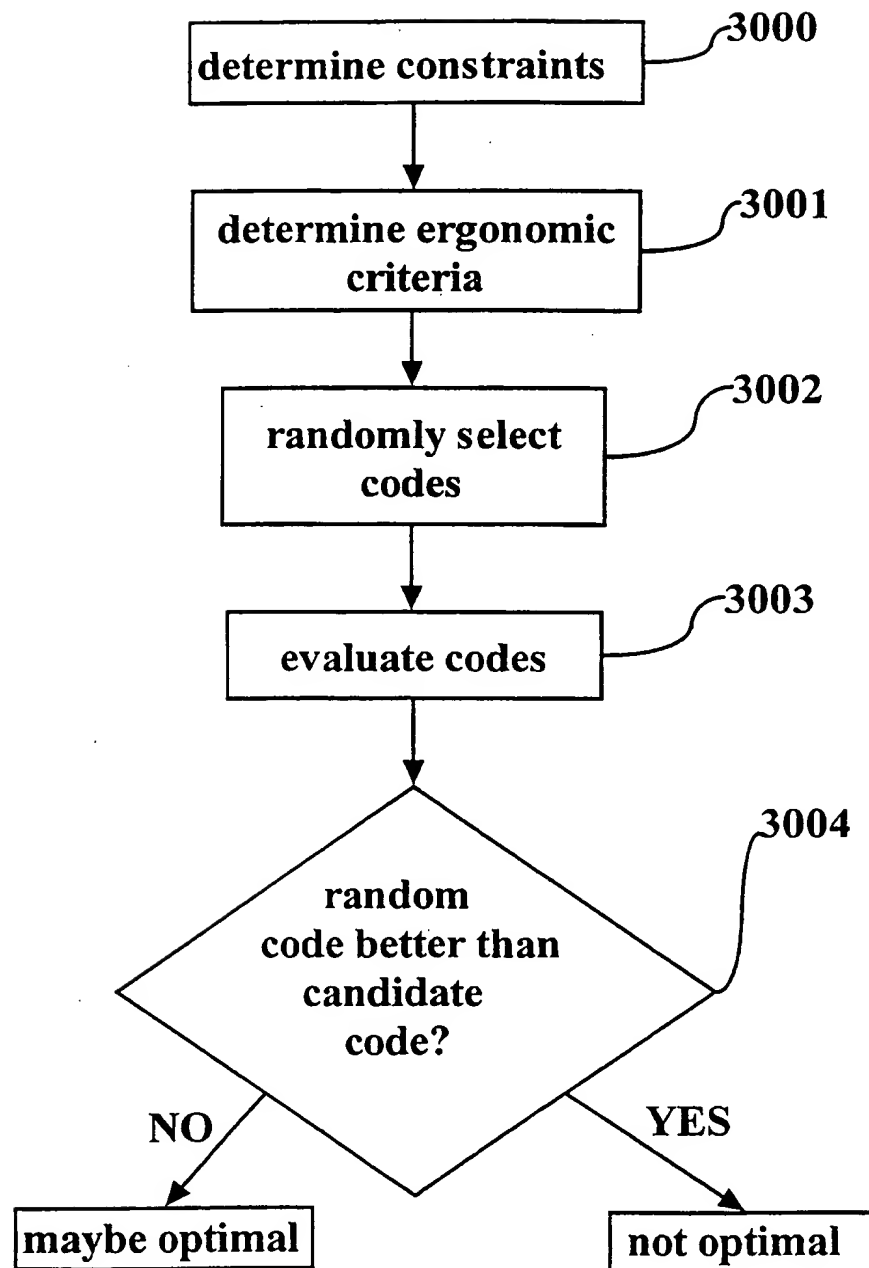 3000
determine constraints
3001
determine ergonomic
criteria
3002
randomly select
codes
3003
evaluate codes
3004
random
code better than
candidate
code?
NO
YES
maybe optimal
not optimal